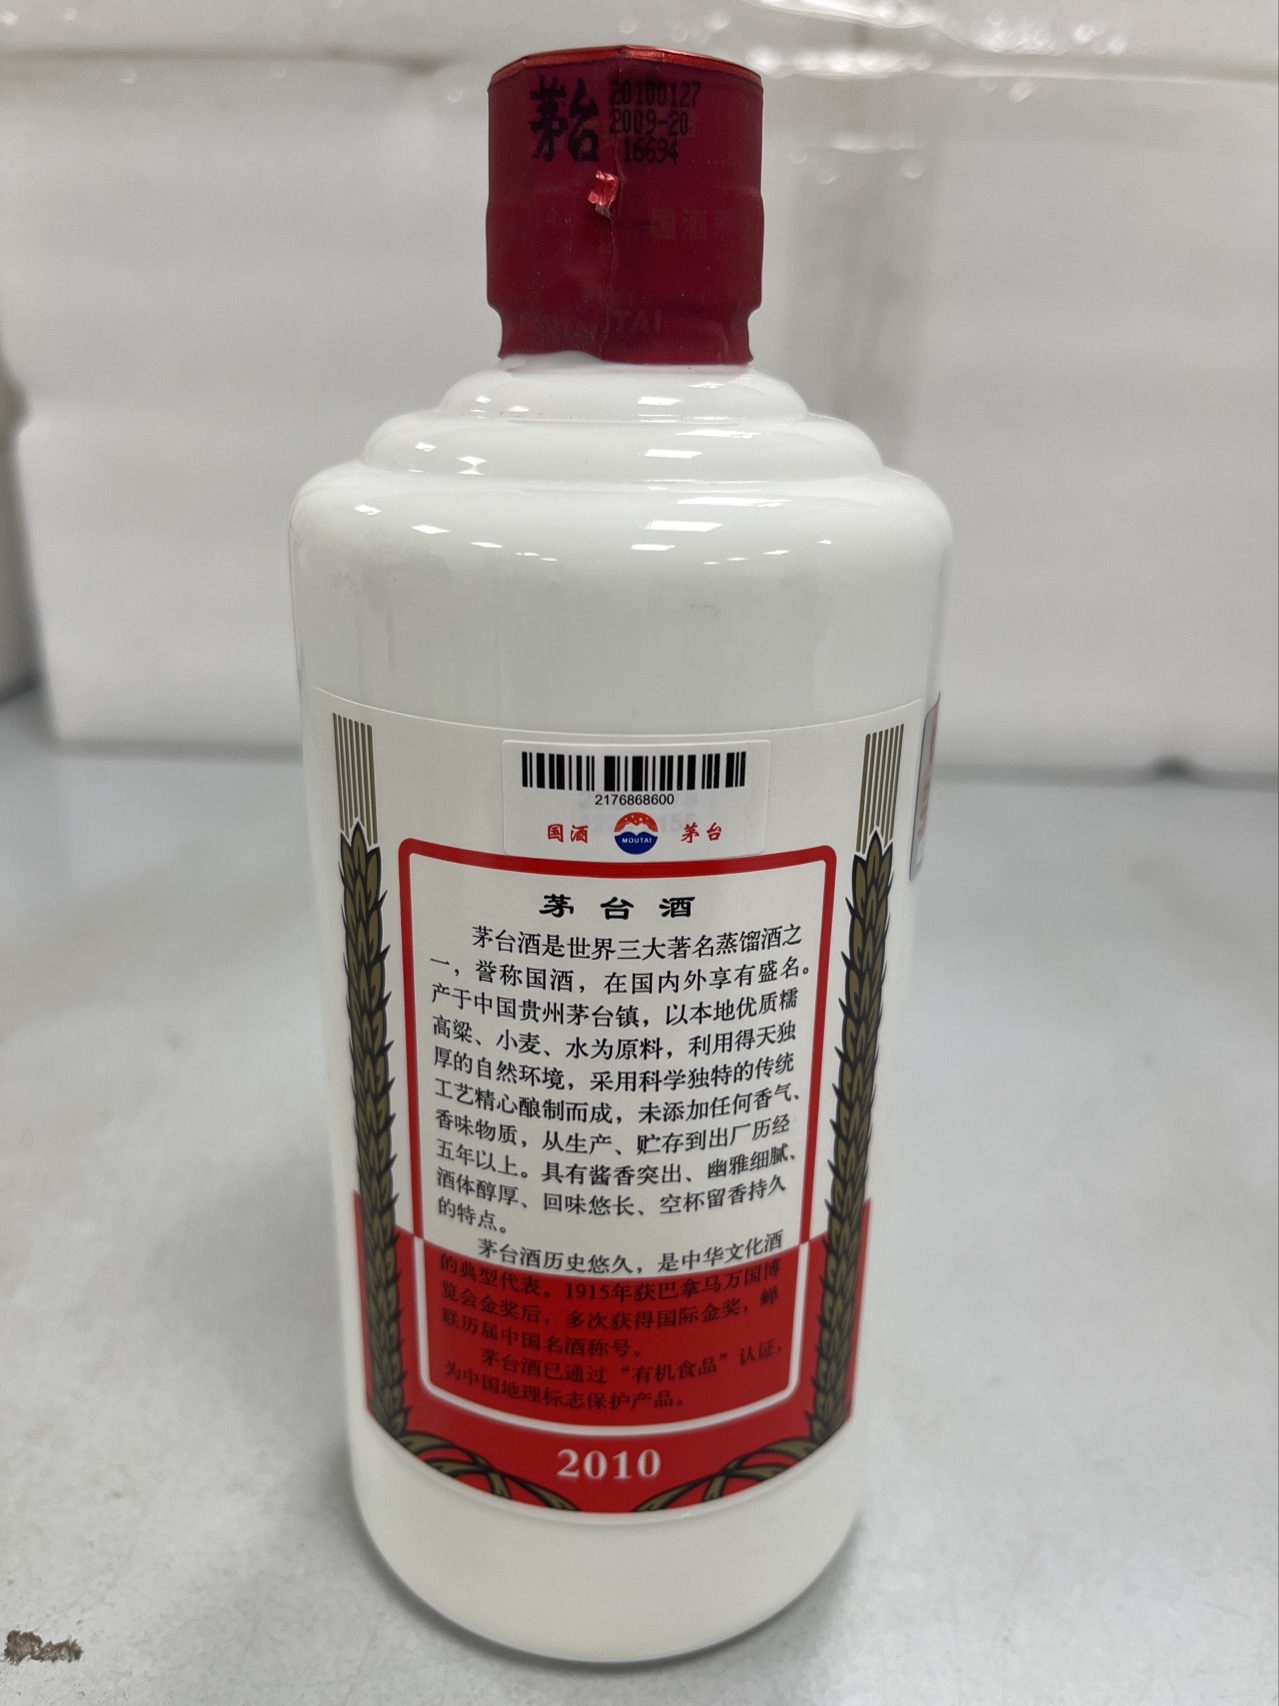 茅台
20100127
2009-20
16694
国酒茅
2176868600
国酒
MOUTAI
茅台
茅台酒
茅台酒是世界三大著名蒸馏酒之
一，誉称国酒，在国内外享有盛名。
产于中国贵州茅台镇，以本地优质糯
高粱、小麦、水为原料，利用得天独
厚的自然环境，采用科学独特的传统
工艺精心酿制而成，未添加任何香气、
香味物质，从生产、贮存到出厂历经
五年以上。具有酱香突出、幽雅细腻、
酒体醇厚、回味悠长、空杯留香持久
的特点。
茅台酒历史悠久，是中华文化酒
的典型代表。1915年获巴拿马万国博
览会金奖后，多次获得国际金奖，蝉
联历届中国名酒称号。
茅台酒已通过“有机食品”认证，
为中国地理标志保护产品。
2010